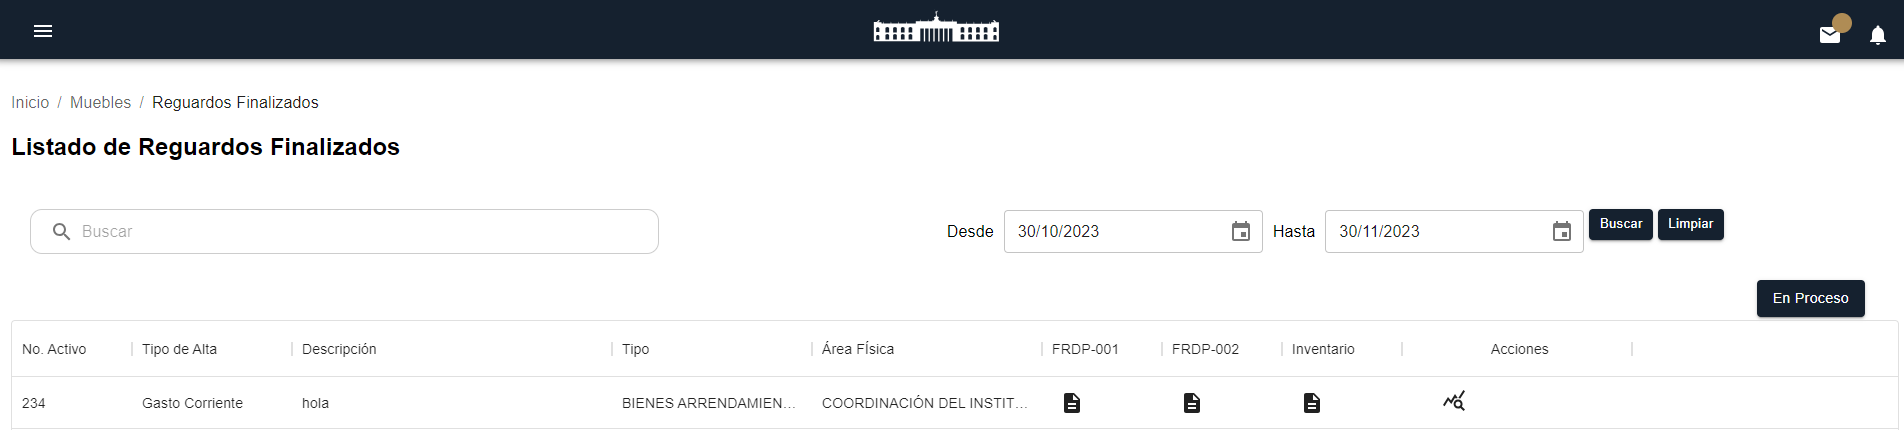 Inicio / Muebles / Reguardos Finalizados
Listado de Reguardos Finalizados
Buscar
Desde 30/10/2023 Hasta 30/11/2023 Buscar Limpiar
En Proceso
No. Activo Tipo de Alta Descripción Tipo Área FÍsica FRDP-001 FRDP-002 Inventario Acciones
234 Gasto Corriente hola BIENES ARRENDAMIEN... COORDINACIÓN DEL INSTIT...